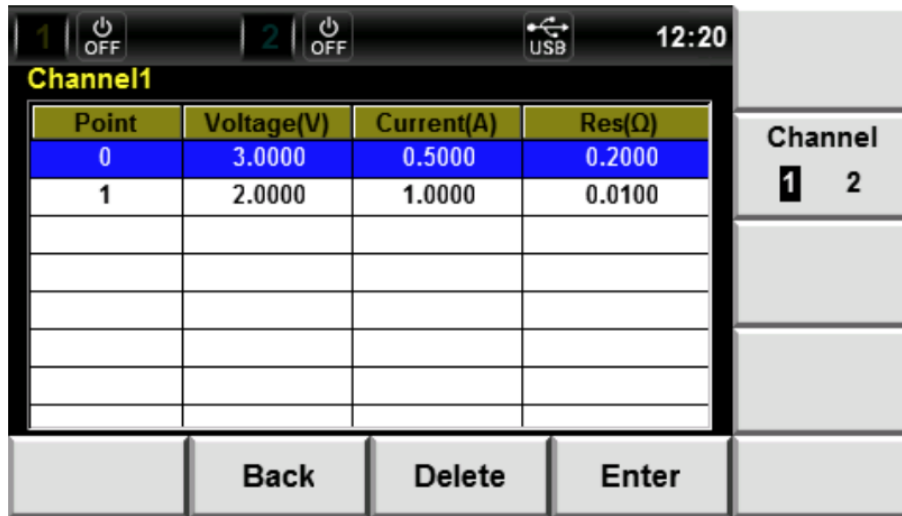 1 OFF 2 OFF USB 12:20
Channel1
Point Voltage(V) Current(A) Res(Ω)
0 3.0000 0.5000 0.2000
1 2.0000 1.0000 0.0100
Channel
1 2
Back Delete Enter